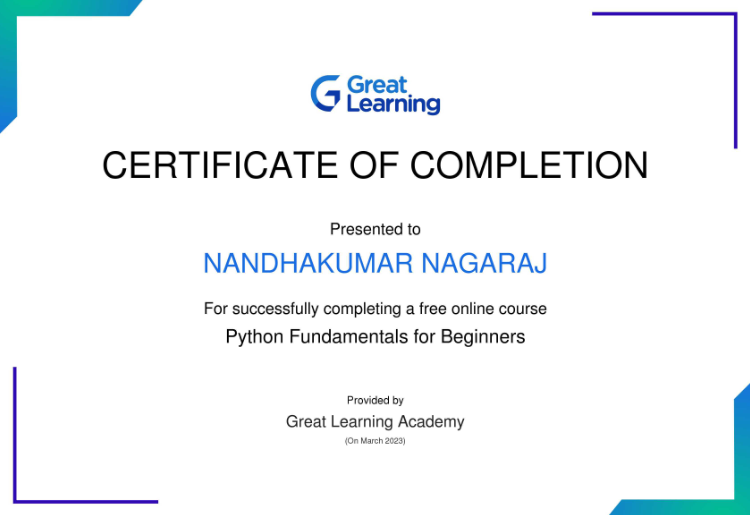 Great
Learning
CERTIFICATE OF COMPLETION
Presented to
NANDHAKUMAR NAGARAJ
For successfully completing a free online course
Python Fundamentals for Beginners
Provided by
Great Learning Academy
(On March 2023)